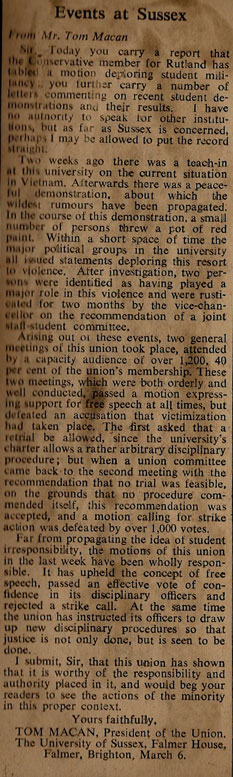 Events at Sussex
From Mr. Tom Macan
Sir,—Today you carry a report that
the Conservative member for Rutland has
tabled a motion deploring student mili-
tancy; you further carry a number of
letters commenting on recent student de-
monstrations and their results. I have
no authority to speak for other institu-
tions, but as far as Sussex is concerned,
perhaps I may be allowed to put the record
straight.
Two weeks ago there was a teach-in
at this university on the current situation
in Vietnam. Afterwards there was a peace-
ful demonstration, about which the
wildest rumours have been propagated.
In the course of this demonstration, a small
number of persons threw a pot of red
paint. Within a short space of time the
major political groups in the university
all issued statements deploring this resort
to violence. After investigation, two per-
sons were identified as having played a
major role in this violence and were rusti-
cated for two months by the vice-chan-
cellor on the recommendation of a joint
staff-student committee.
Arising out of these events, two general
meetings of this union took place, attended
by a capacity audience of over 1,200, 40
per cent of the union's membership. These
two meetings, which were both orderly and
well conducted, passed a motion express-
ing support for free speech at all times, but
defeated an accusation that victimization
had taken place. The first asked that a
retrial be allowed, since the university's
charter allows a rather arbitrary disciplinary
procedure; but when a union committee
came back to the second meeting with the
recommendation that no trial was feasible,
on the grounds that no procedure com-
mended itself, this recommendation was
accepted, and a motion calling for strike
action was defeated by over 1,000 votes.
Far from propagating the idea of student
irresponsibility, the motions of this union
in the last week have been wholly respon-
sible. It has upheld the concept of free
speech, passed an effective vote of con-
fidence in its disciplinary officers and
rejected a strike call. At the same time
the union has instructed its officers to draw
up new disciplinary procedures so that
justice is not only done, but is seen to be
done.
I submit, Sir, that this union has shown
that it is worthy of the responsibility and
authority placed in it, and would beg your
readers to see the actions of the minority
in this proper context.
Yours faithfully,
TOM MACAN, President of the Union.
The University of Sussex, Falmer House,
Falmer, Brighton, March 6.